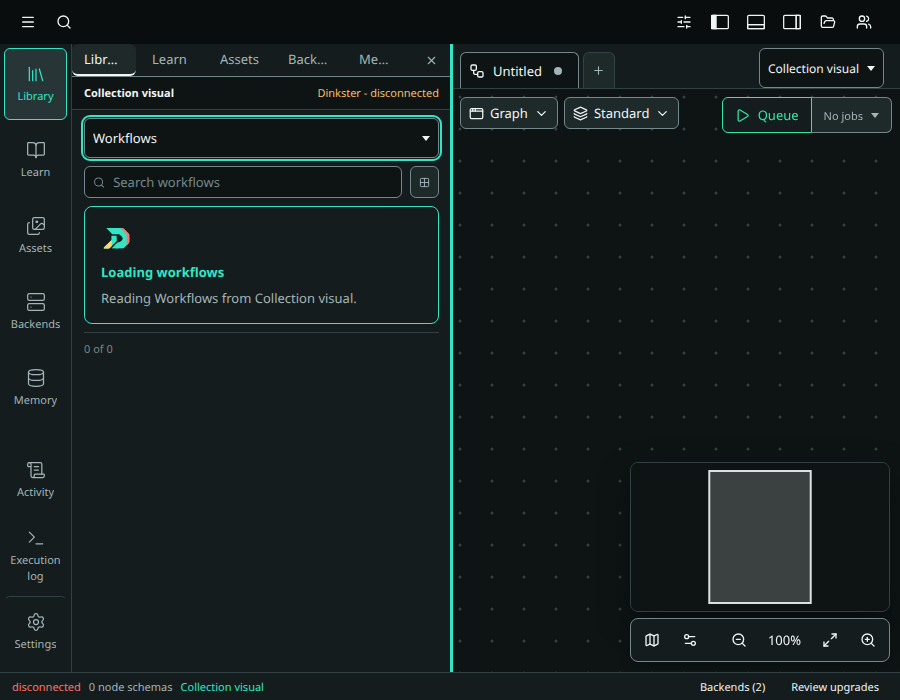 Library
Learn
Assets
Backends
Memory
Activity
Execution
log
Settings
Libr...
Learn
Assets
Back...
Me...
Collection visual
Dinkster - disconnected
Workflows
Search workflows
Loading workflows
Reading Workflows from Collection visual.
0 of 0
Untitled
Collection visual
Graph
Standard
Queue
No jobs
100%
disconnected
0 node schemas
Collection visual
Backends (2)
Review upgrades